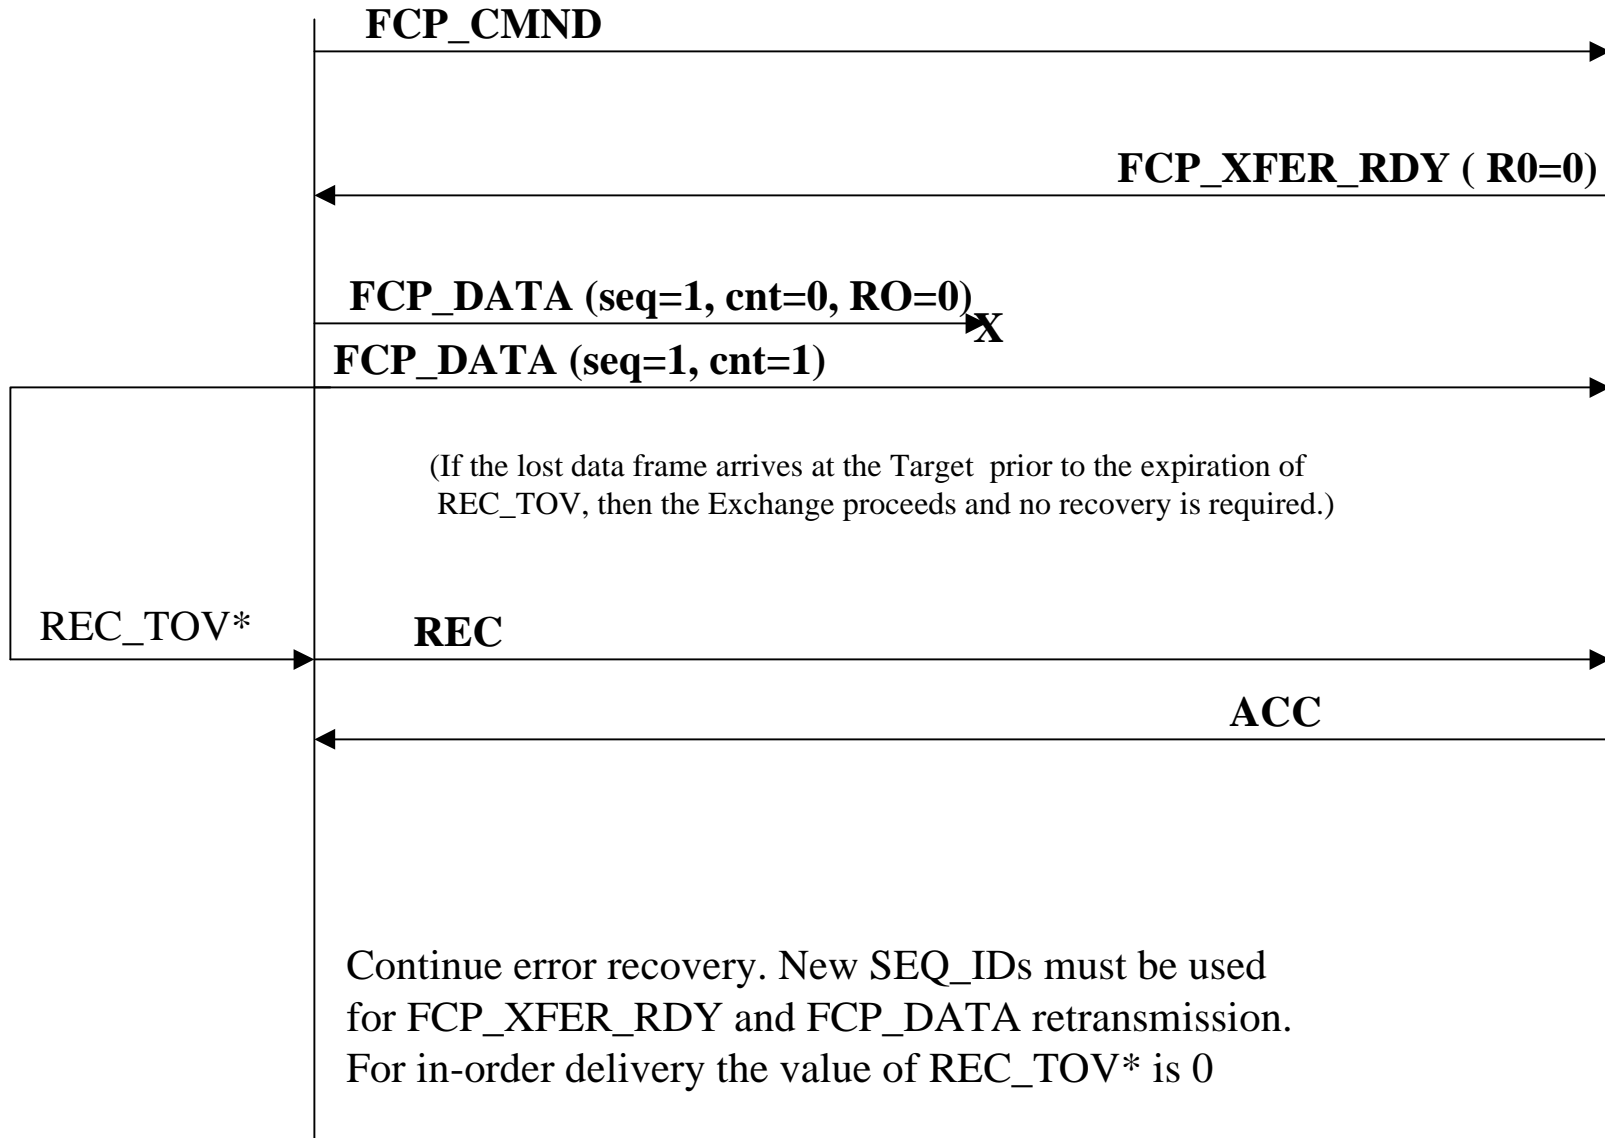 FCP_CMND
FCP_XFER_RDY ( R0=0)
FCP_DATA (seq=1, cnt=0, RO=0)
X
FCP_DATA (seq=1, cnt=1)
(If the lost data frame arrives at the Target prior to the expiration of
REC_TOV, then the Exchange proceeds and no recovery is required.)
REC_TOV*
REC
ACC
Continue error recovery. New SEQ_IDs must be used
for FCP_XFER_RDY and FCP_DATA retransmission.
For in-order delivery the value of REC_TOV* is 0